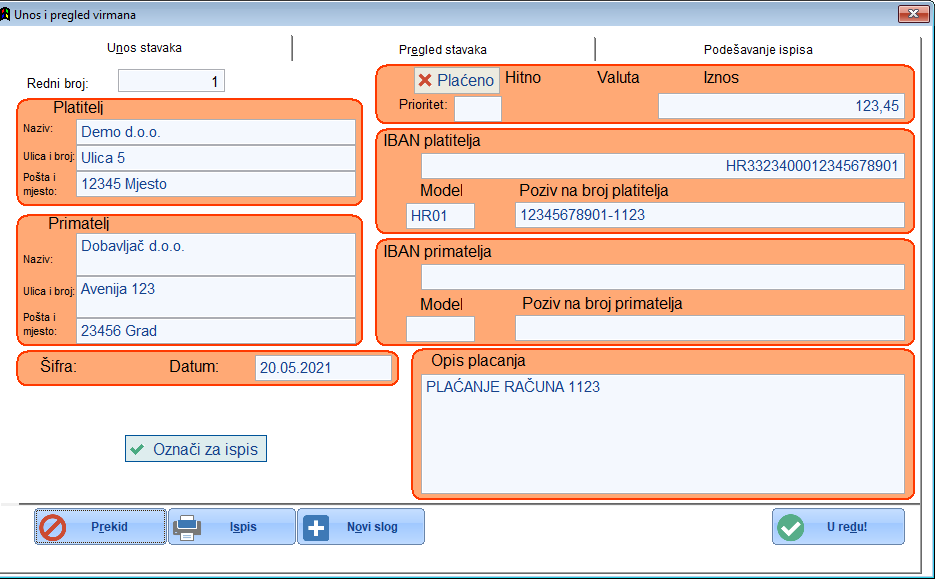 Unos i pregled virmana
Unos stavaka
Pregled stavaka
Podešavanje ispisa
Redni broj: 1
Platitelj
Naziv: Demo d.o.o.
Ulica i broj: Ulica 5
Pošta i mjesto: 12345 Mjesto
Primatelj
Naziv: Dobavljač d.o.o.
Ulica i broj: Avenija 123
Pošta i mjesto: 23456 Grad
Šifra: Datum: 20.05.2021
Označi za ispis
Plaćeno Hitno Valuta Iznos
Prioritet: 123,45
IBAN platitelja
HR3323400012345678901
Model Poziv na broj platitelja
HR01 12345678901-1123
IBAN primatelja
Model Poziv na broj primatelja
Opis placanja
PLAĆANJE RAČUNA 1123
Prekid Ispis Novi slog U redu!